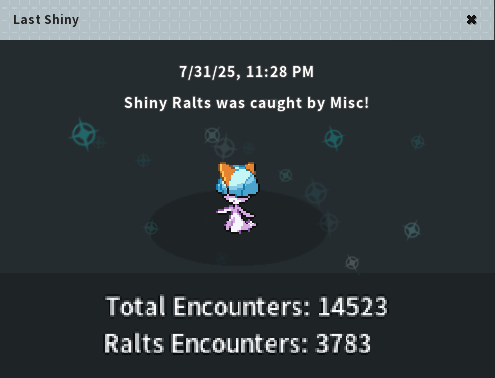 Last Shiny
7/31/25, 11:28 PM
Shiny Ralts was caught by Misc!
Total Encounters: 14523
Ralts Encounters: 3783